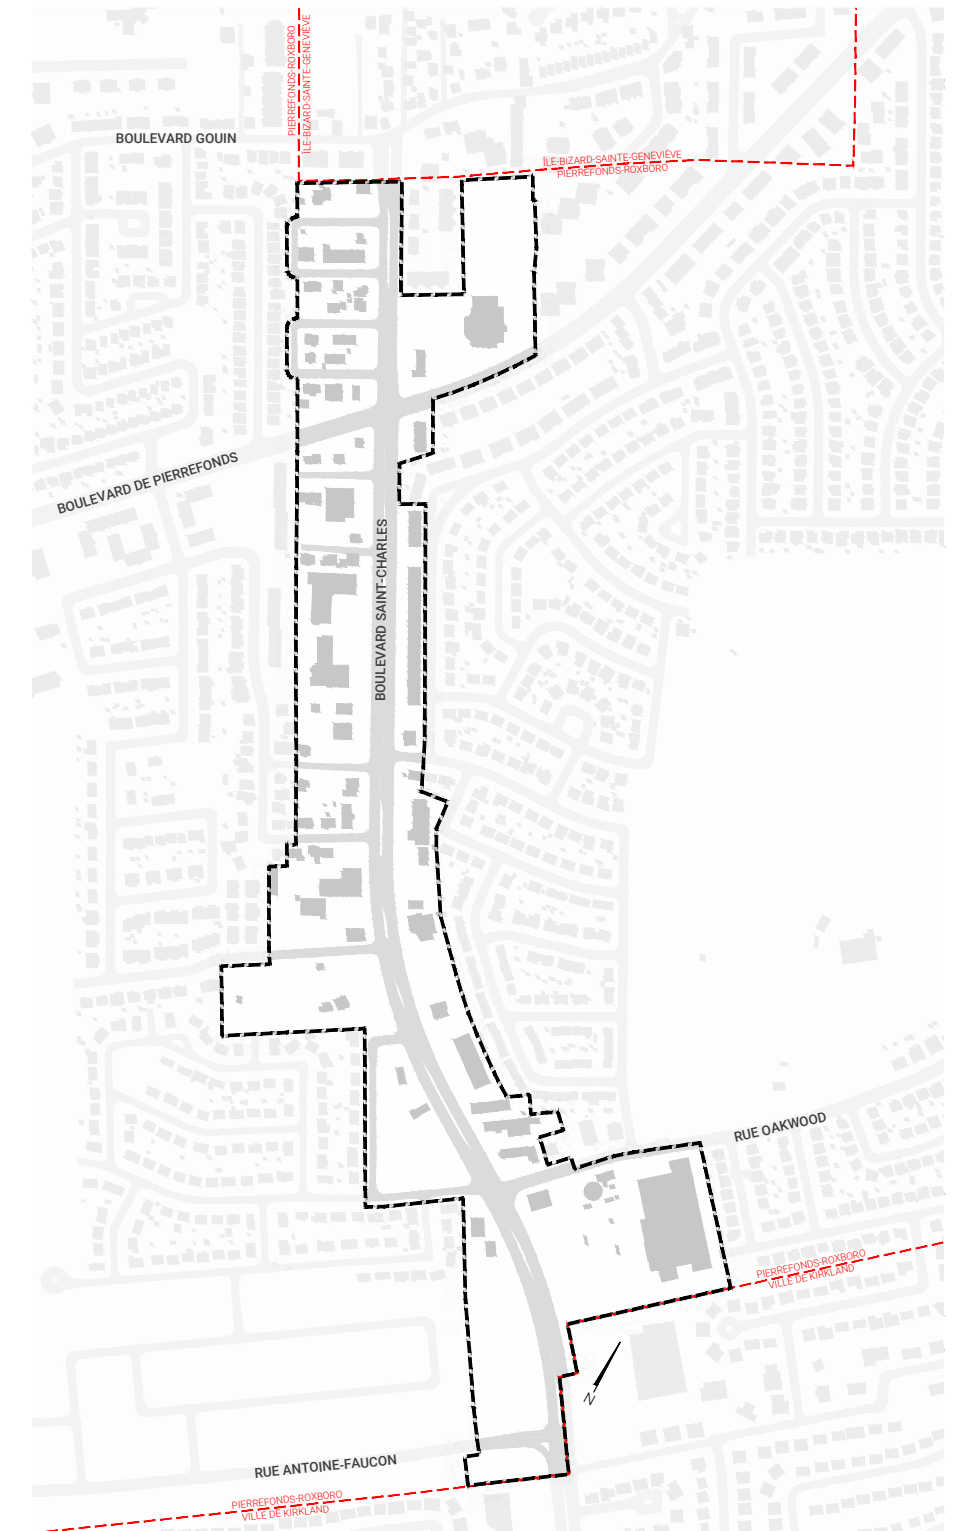 PIERREFONDS-ROXBORO
ÎLE-BIZARD-SAINTE-GENEVIÈVE
BOULEVARD GOUIN
ÎLE-BIZARD-SAINTE-GENEVIÈVE
PIERREFONDS-ROXBORO
BOULEVARD DE PIERREFONDS
BOULEVARD SAINT-CHARLES
RUE OAKWOOD
PIERREFONDS-ROXBORO
VILLE DE KIRKLAND
N
RUE ANTOINE-FAUCON
PIERREFONDS-ROXBORO
VILLE DE KIRKLAND